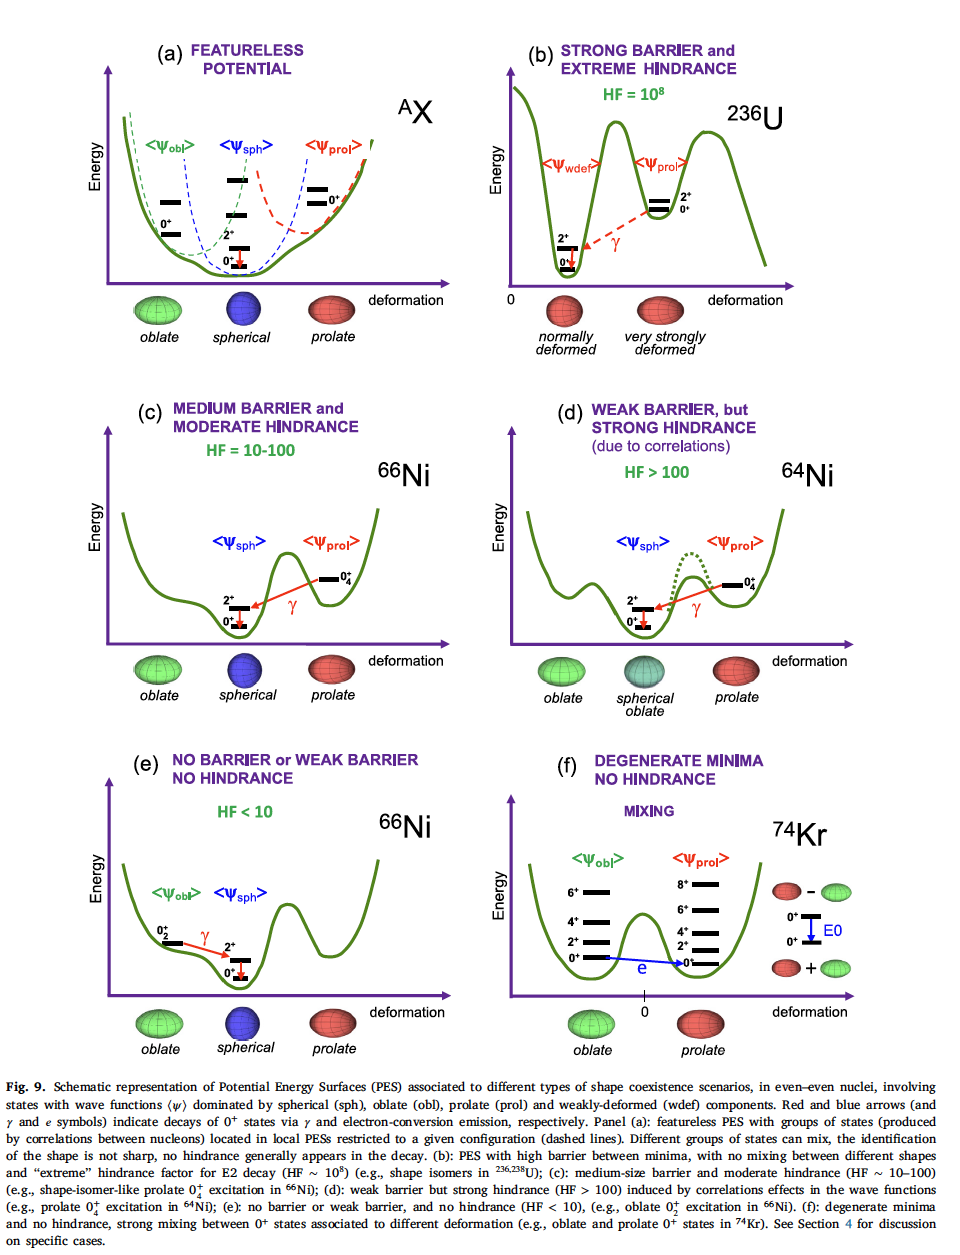 (a) FEATURELESS
POTENTIAL
ᴬX
<Ψobl> <Ψsph> <Ψprol>
Energy
0⁺
2⁺
0⁺
0⁺
deformation
oblate spherical prolate
(b) STRONG BARRIER and
EXTREME HINDRANCE
HF = 10⁸
²³⁶U
<Ψwdef> <Ψprol>
Energy
2⁺
0⁺
γ
2⁺
0⁺
0 deformation
normally
deformed
very strongly
deformed
(c) MEDIUM BARRIER and
MODERATE HINDRANCE
HF = 10-100
⁶⁶Ni
<Ψsph> <Ψprol>
Energy
0⁺₄
γ
2⁺
0⁺
deformation
oblate spherical prolate
(d) WEAK BARRIER, but
STRONG HINDRANCE
(due to correlations)
HF > 100
⁶⁴Ni
<Ψsph> <Ψprol>
Energy
0⁺₄
γ
2⁺
0⁺
deformation
oblate spherical prolate
oblate
(e) NO BARRIER or WEAK BARRIER
NO HINDRANCE
HF < 10
⁶⁶Ni
<Ψobl> <Ψsph>
Energy
0⁺₂
γ
2⁺
0⁺
deformation
oblate spherical prolate
(f) DEGENERATE MINIMA
NO HINDRANCE
MIXING
⁷⁴Kr
<Ψobl> <Ψprol>
Energy
6⁺
4⁺
2⁺
0⁺
8⁺
6⁺
4⁺
2⁺
0⁺
e
−
0⁺
E0
0⁺
+
0 deformation
oblate prolate
Fig. 9. Schematic representation of Potential Energy Surfaces (PES) associated to different types of shape coexistence scenarios, in even–even nuclei, involving
states with wave functions ⟨ψ⟩ dominated by spherical (sph), oblate (obl), prolate (prol) and weakly-deformed (wdef) components. Red and blue arrows (and
γ and e symbols) indicate decays of 0⁺ states via γ and electron-conversion emission, respectively. Panel (a): featureless PES with groups of states (produced
by correlations between nucleons) located in local PESs restricted to a given configuration (dashed lines). Different groups of states can mix, the identification
of the shape is not sharp, no hindrance generally appears in the decay. (b): PES with high barrier between minima, with no mixing between different shapes
and “extreme” hindrance factor for E2 decay (HF ~ 10⁸) (e.g., shape isomers in ²³⁶,²³⁸U); (c): medium-size barrier and moderate hindrance (HF ~ 10–100)
(e.g., shape-isomer-like prolate 0⁺₄ excitation in ⁶⁶Ni); (d): weak barrier but strong hindrance (HF > 100) induced by correlations effects in the wave functions
(e.g., prolate 0⁺₄ excitation in ⁶⁴Ni); (e): no barrier or weak barrier, and no hindrance (HF < 10), (e.g., oblate 0⁺₂ excitation in ⁶⁶Ni). (f): degenerate minima
and no hindrance, strong mixing between 0⁺ states associated to different deformation (e.g., oblate and prolate 0⁺ states in ⁷⁴Kr). See Section 4 for discussion
on specific cases.